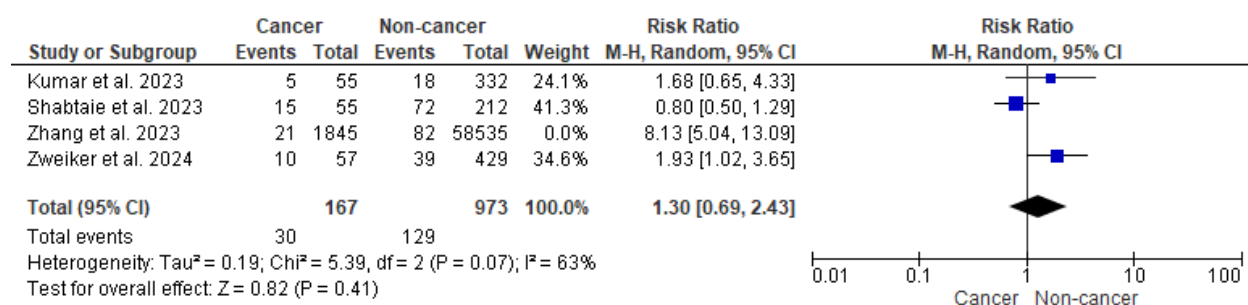 Cancer Non-cancer Risk Ratio Risk Ratio
Study or Subgroup Events Total Events Total Weight M-H, Random, 95% CI M-H, Random, 95% CI
Kumar et al. 2023 5 55 18 332 24.1% 1.68 [0.65, 4.33]
Shabtaie et al. 2023 15 55 72 212 41.3% 0.80 [0.50, 1.29]
Zhang et al. 2023 21 1845 82 58535 0.0% 8.13 [5.04, 13.09]
Zweiker et al. 2024 10 57 39 429 34.6% 1.93 [1.02, 3.65]
Total (95% CI) 167 973 100.0% 1.30 [0.69, 2.43]
Total events 30 129
Heterogeneity: Tau² = 0.19; Chi² = 5.39, df = 2 (P = 0.07); I² = 63%
Test for overall effect: Z = 0.82 (P = 0.41)
0.01 0.1 1 10 100
Cancer Non-cancer